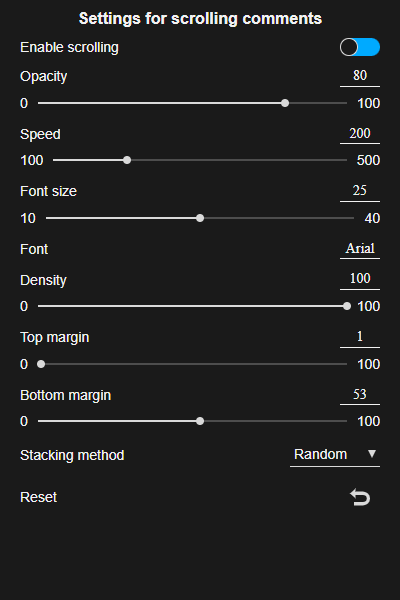 Settings for scrolling comments
Enable scrolling
Opacity 80
0 100
Speed 200
100 500
Font size 25
10 40
Font Arial
Density 100
0 100
Top margin 1
0 100
Bottom margin 53
0 100
Stacking method Random
Reset